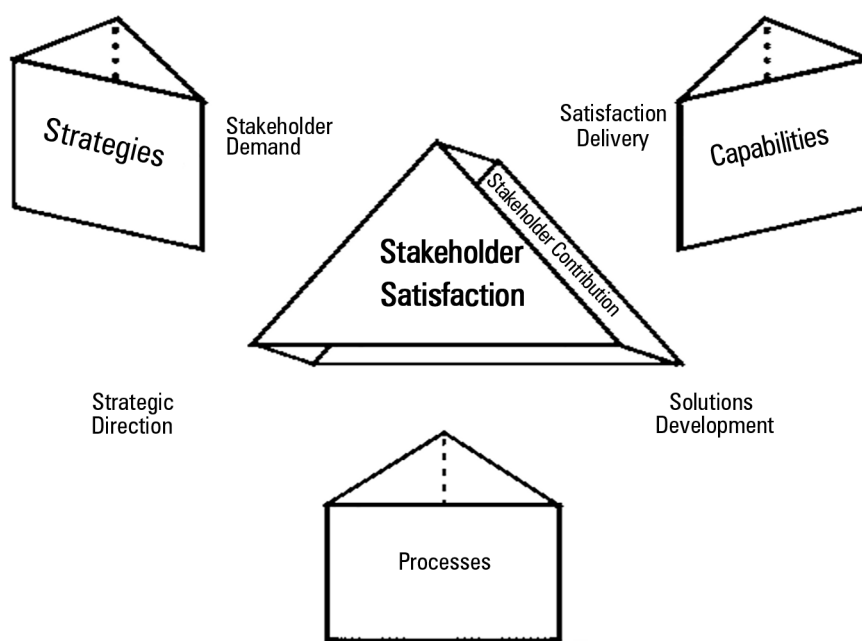 Strategies
Stakeholder
Demand
Satisfaction
Delivery
Capabilities
Stakeholder
Satisfaction
Stakeholder Contribution
Strategic
Direction
Solutions
Development
Processes